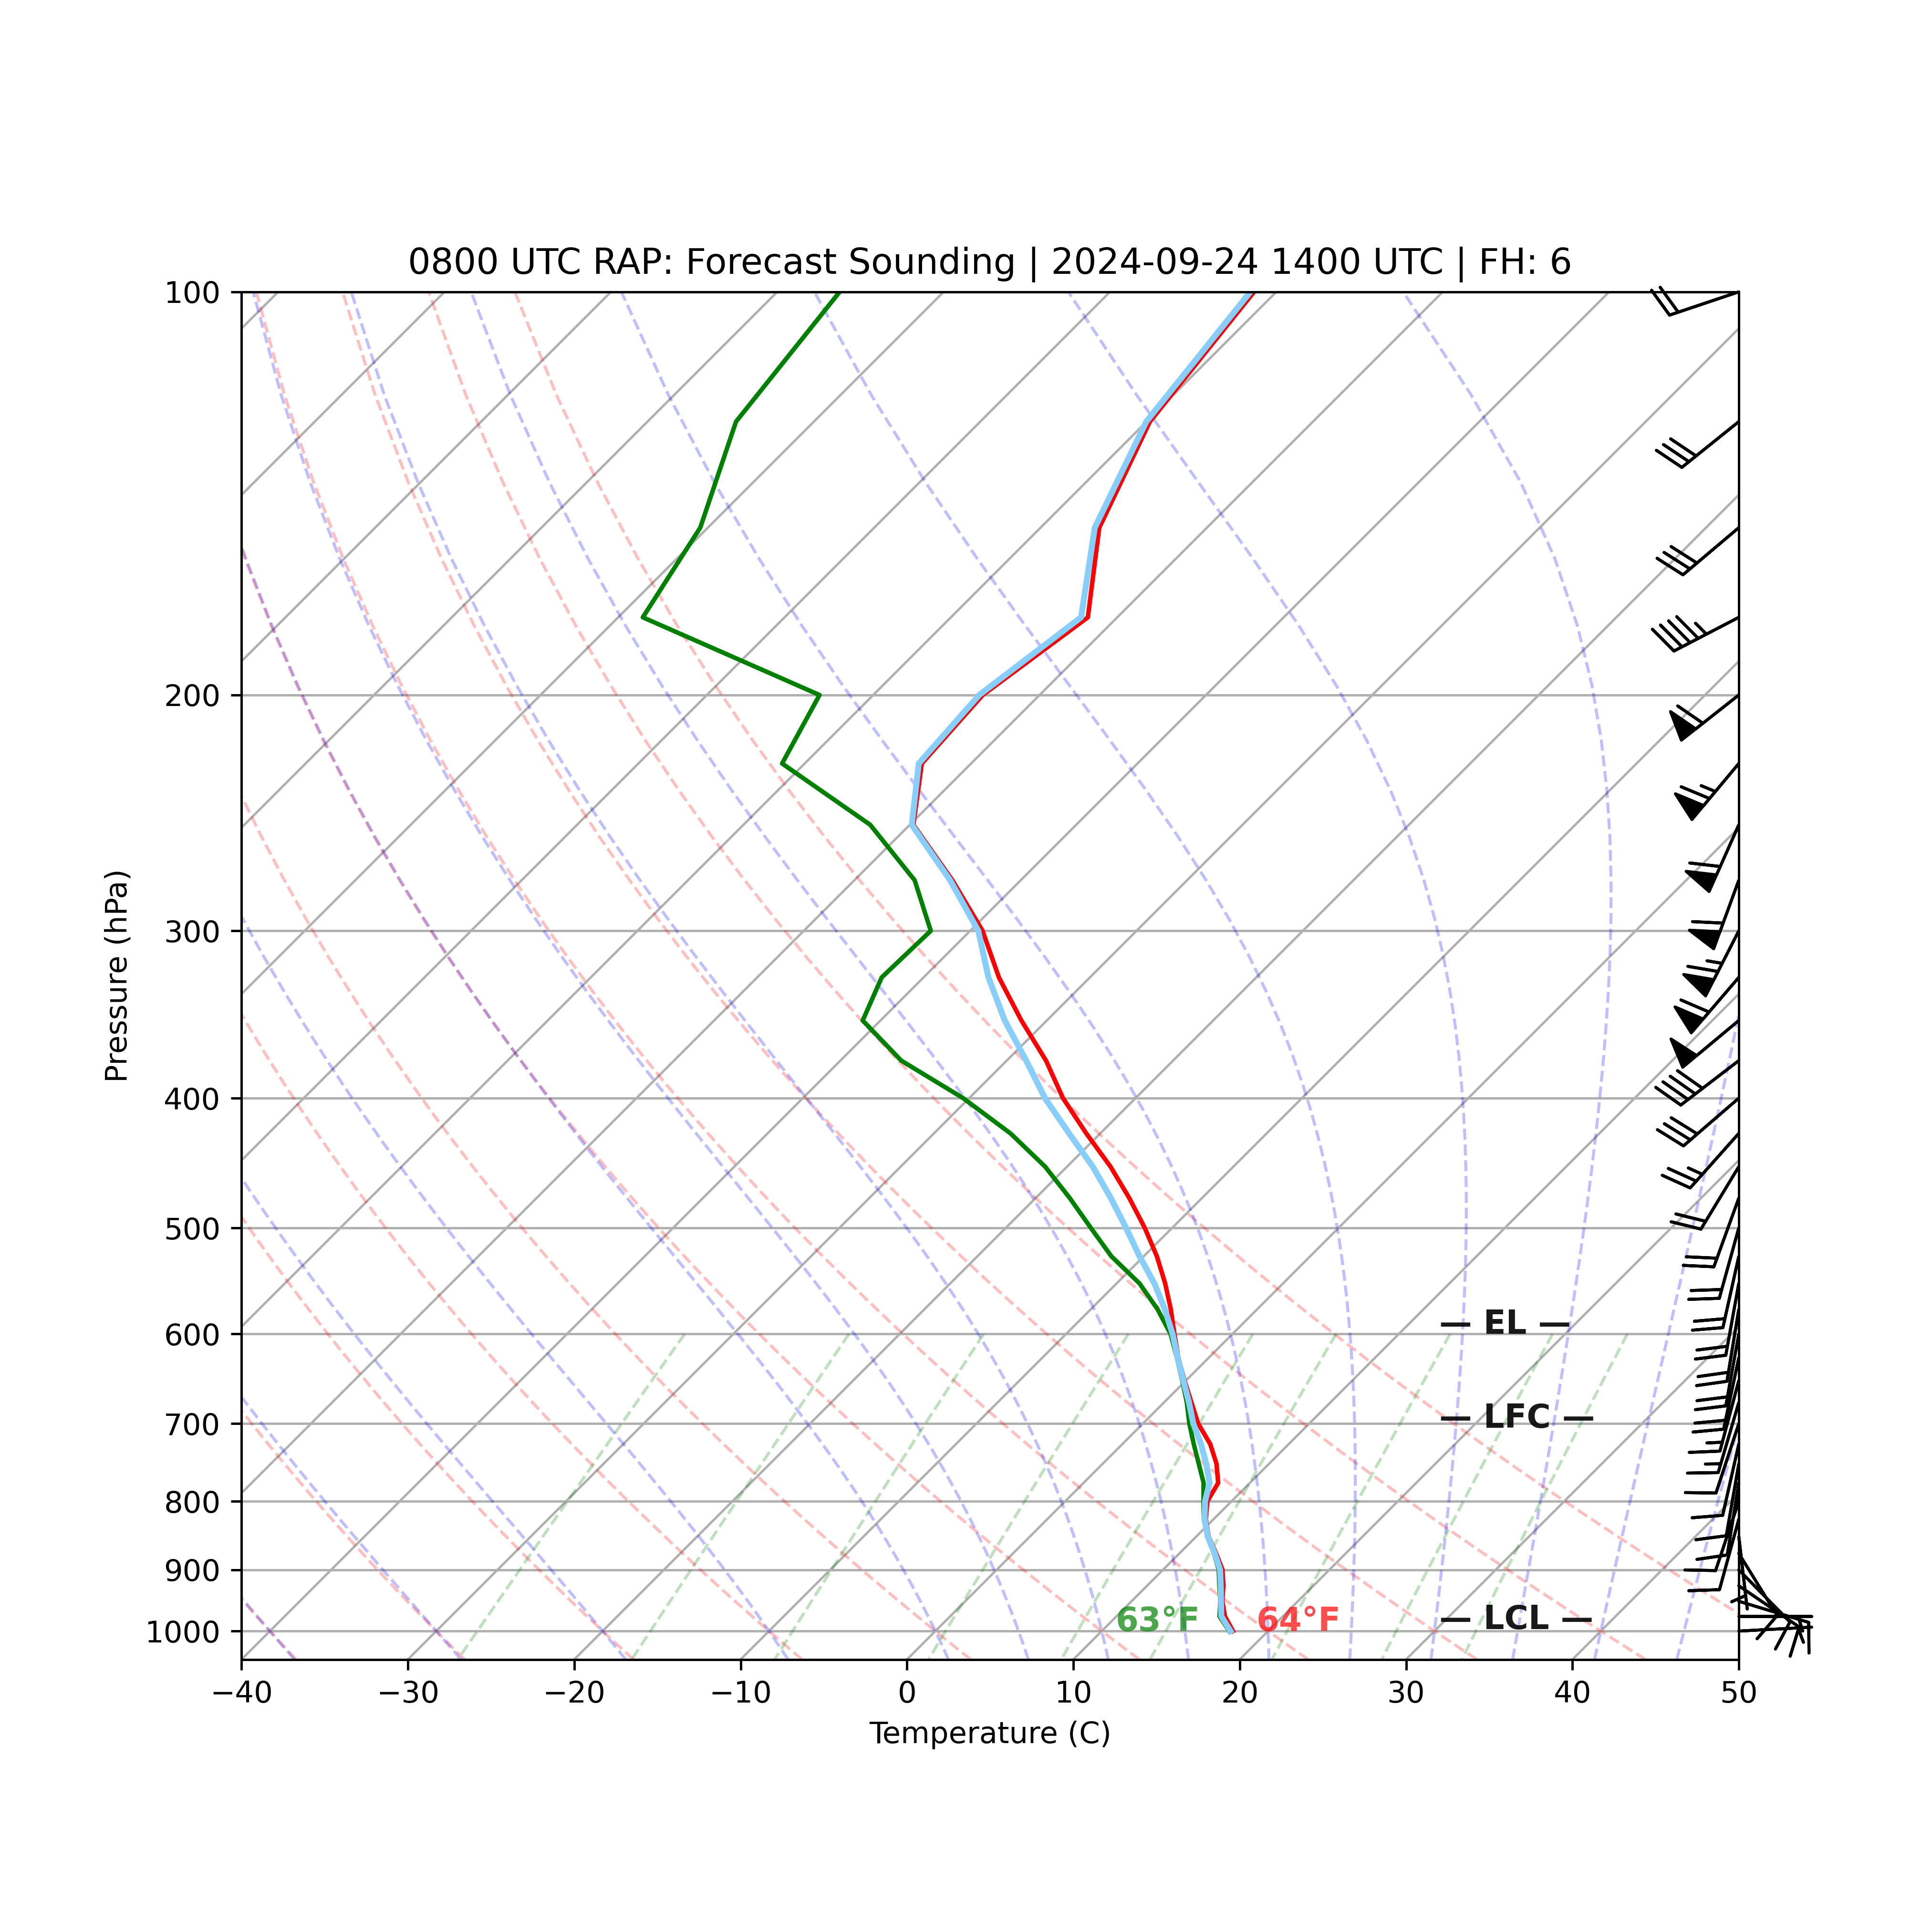 0800 UTC RAP: Forecast Sounding | 2024-09-24 1400 UTC | FH: 6
100
200
300
400
500
600
700
800
900
1000
Pressure (hPa)
— EL —
— LFC —
— LCL —
63°F
64°F
−40 −30 −20 −10 0 10 20 30 40 50
Temperature (C)